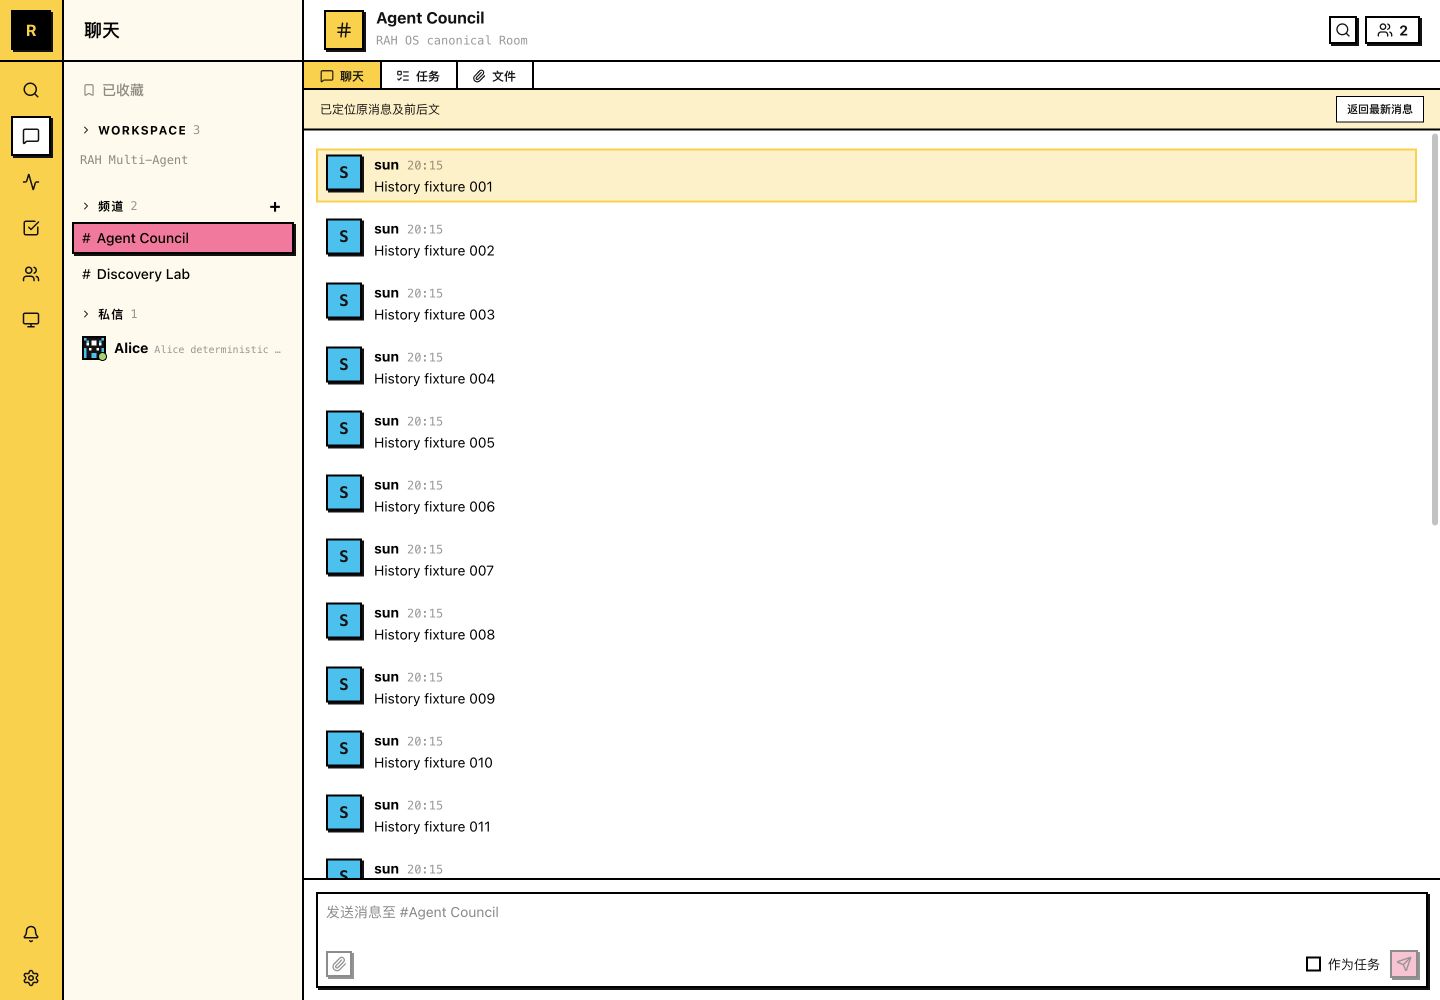 R
聊天
已收藏
WORKSPACE 3
RAH Multi-Agent
频道 2
# Agent Council
# Discovery Lab
私信 1
Alice Alice deterministic …
# Agent Council
RAH OS canonical Room
2
聊天 任务 文件
已定位原消息及前后文
返回最新消息
S sun 20:15
History fixture 001
S sun 20:15
History fixture 002
S sun 20:15
History fixture 003
S sun 20:15
History fixture 004
S sun 20:15
History fixture 005
S sun 20:15
History fixture 006
S sun 20:15
History fixture 007
S sun 20:15
History fixture 008
S sun 20:15
History fixture 009
S sun 20:15
History fixture 010
S sun 20:15
History fixture 011
S sun 20:15
发送消息至 #Agent Council
作为任务